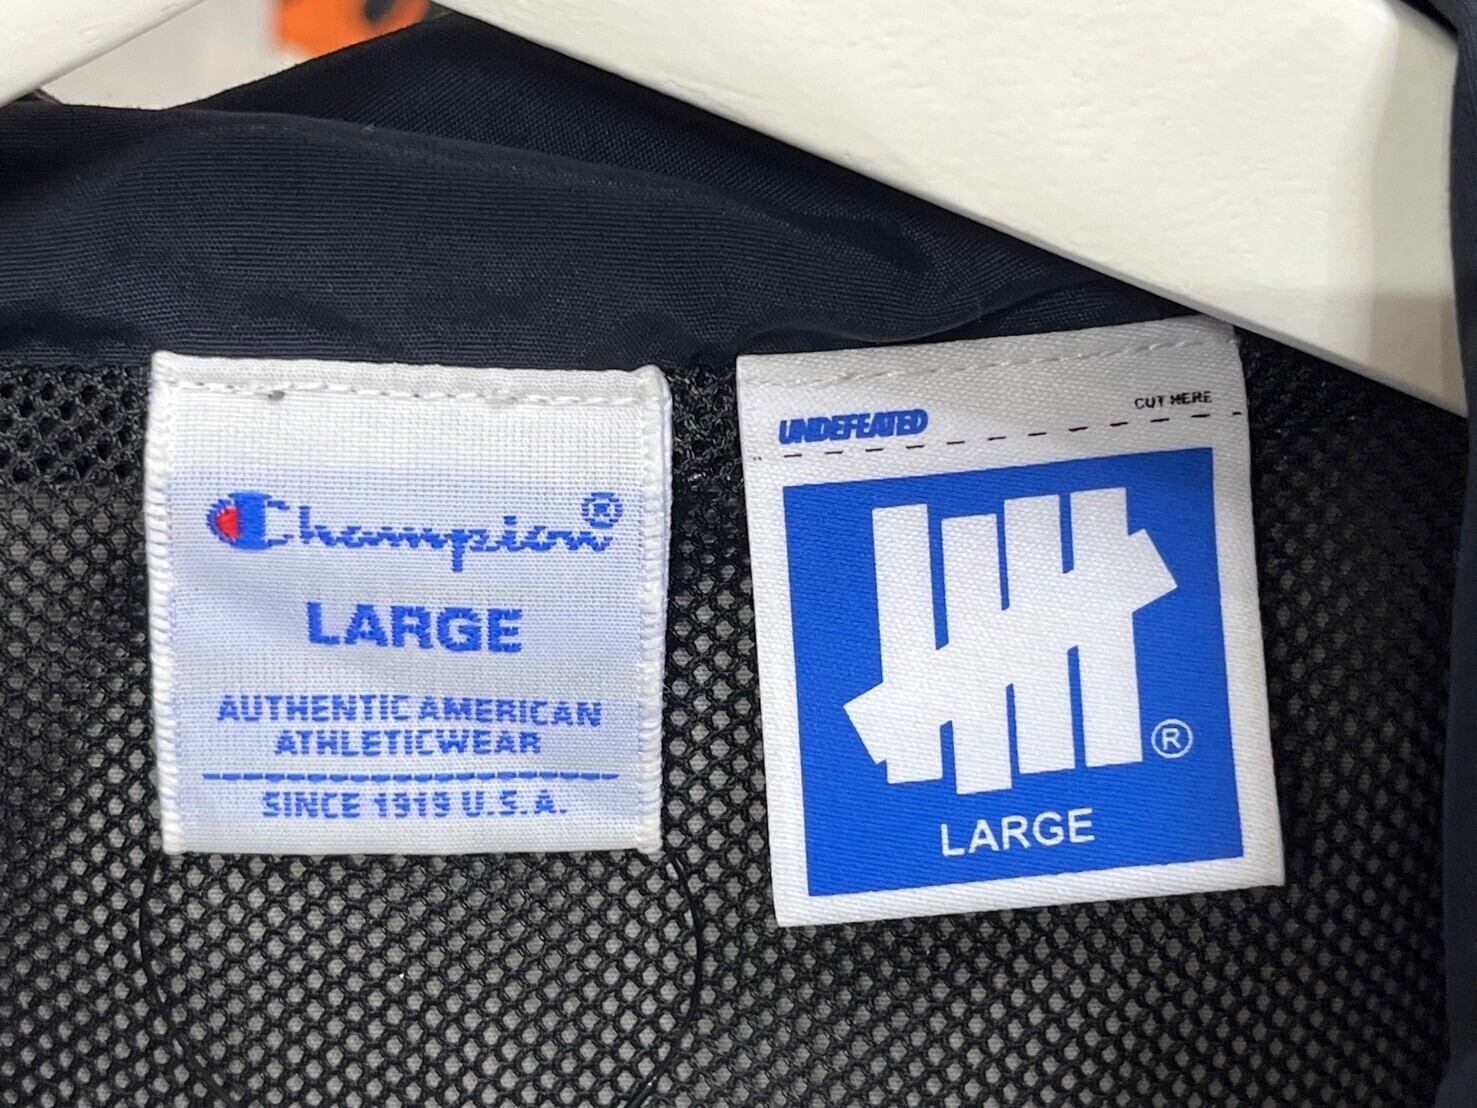 Champion®
LARGE
AUTHENTIC AMERICAN
ATHLETICWEAR
SINCE 1919 U.S.A.
UNDEFEATED
CUT HERE
®
LARGE